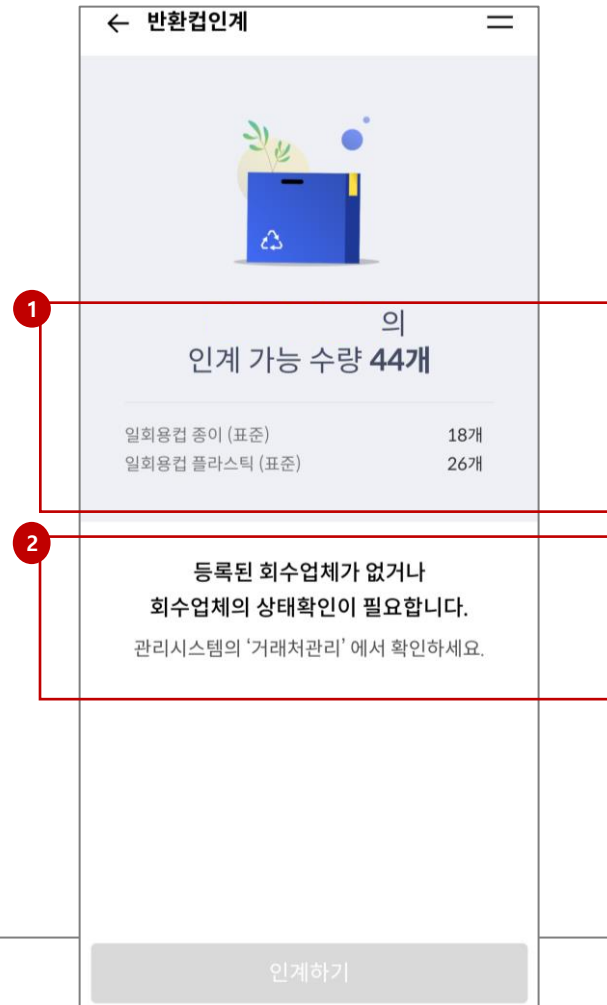 ← 반환컵인계
1
의
인계 가능 수량 44개
일회용컵 종이 (표준) 18개
일회용컵 플라스틱 (표준) 26개
2
등록된 회수업체가 없거나
회수업체의 상태확인이 필요합니다.
관리시스템의 ‘거래처관리’ 에서 확인하세요.
인계하기